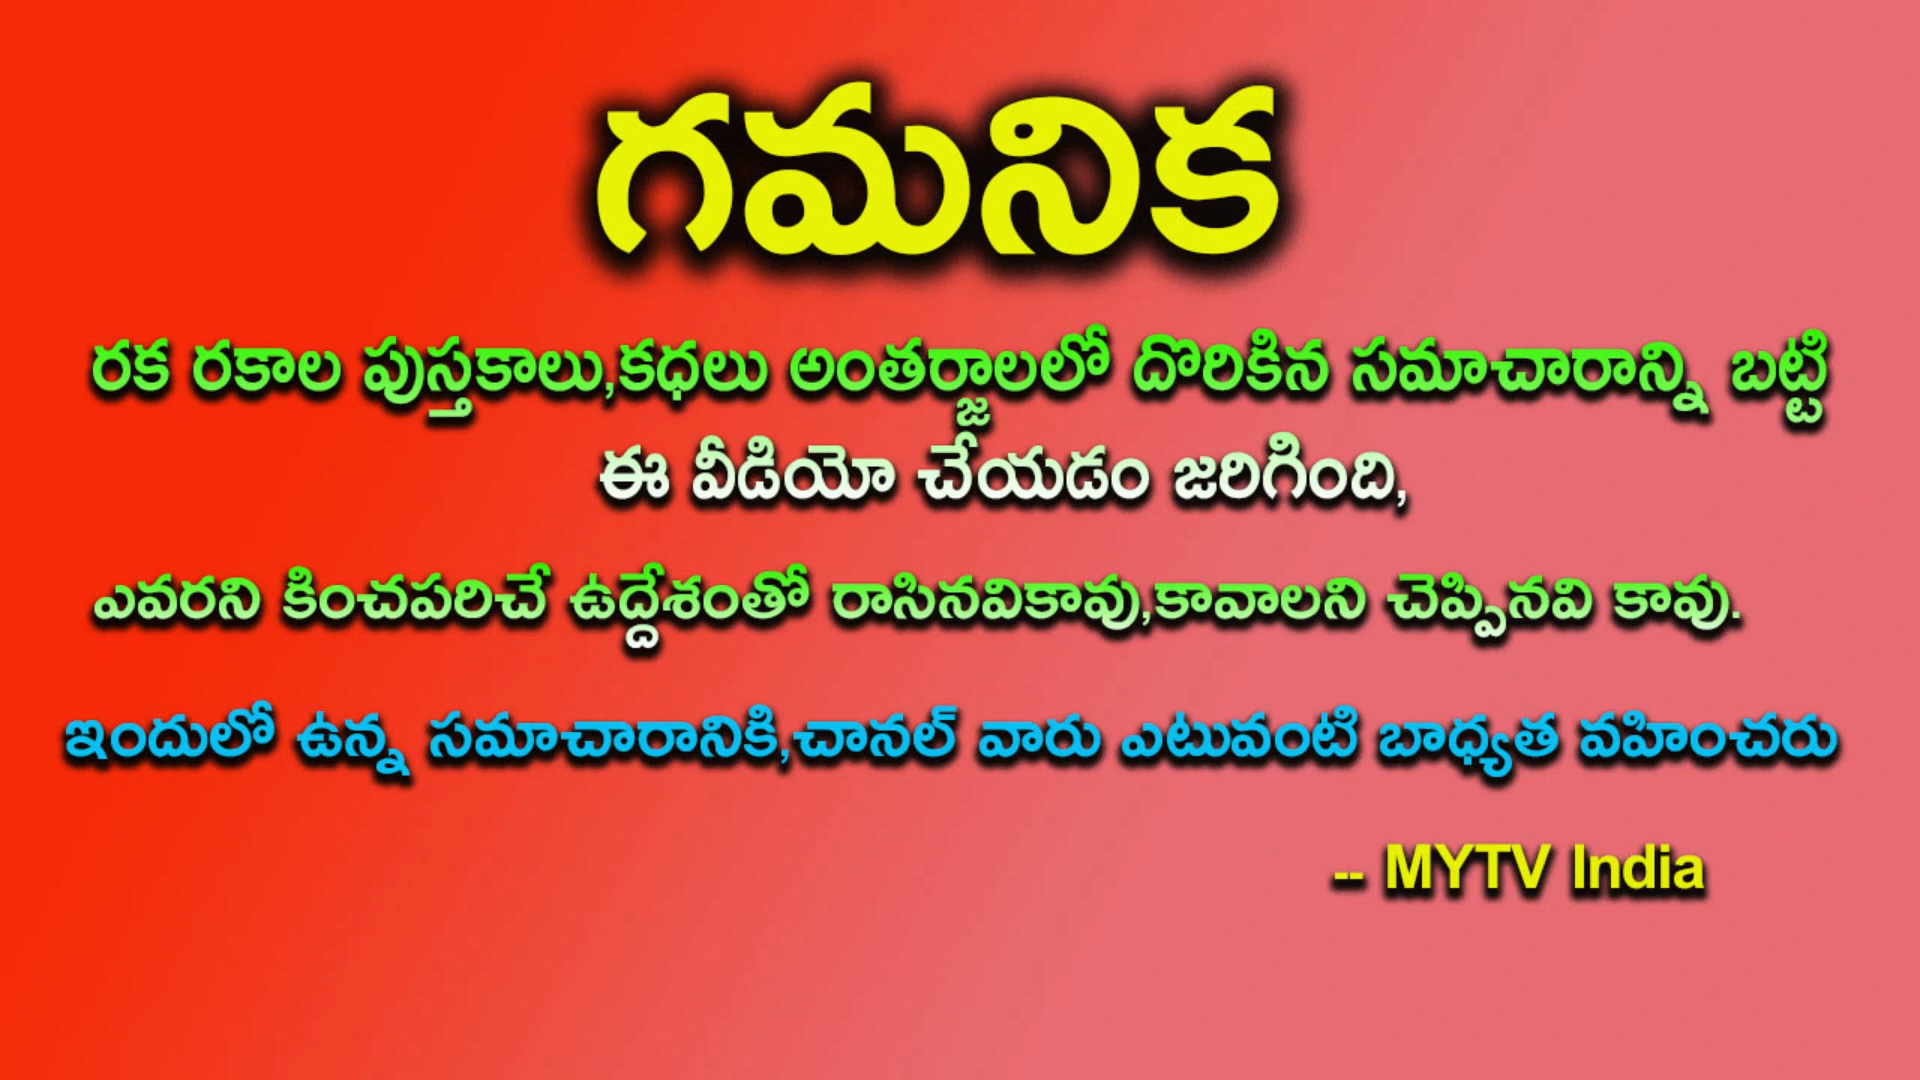 గమనిక
రక రకాల పుస్తకాలు,కధలు అంతర్జాలలో దొరికిన సమాచారాన్ని బట్టి
ఈ వీడియో చేయడం జరిగింది,
ఎవరని కించపరిచే ఉద్దేశంతో రాసినవికావు,కావాలని చెప్పినవి కావు.
ఇందులో ఉన్న సమాచారానికి,చానల్ వారు ఎటువంటి బాధ్యత వహించరు
-- MYTV India